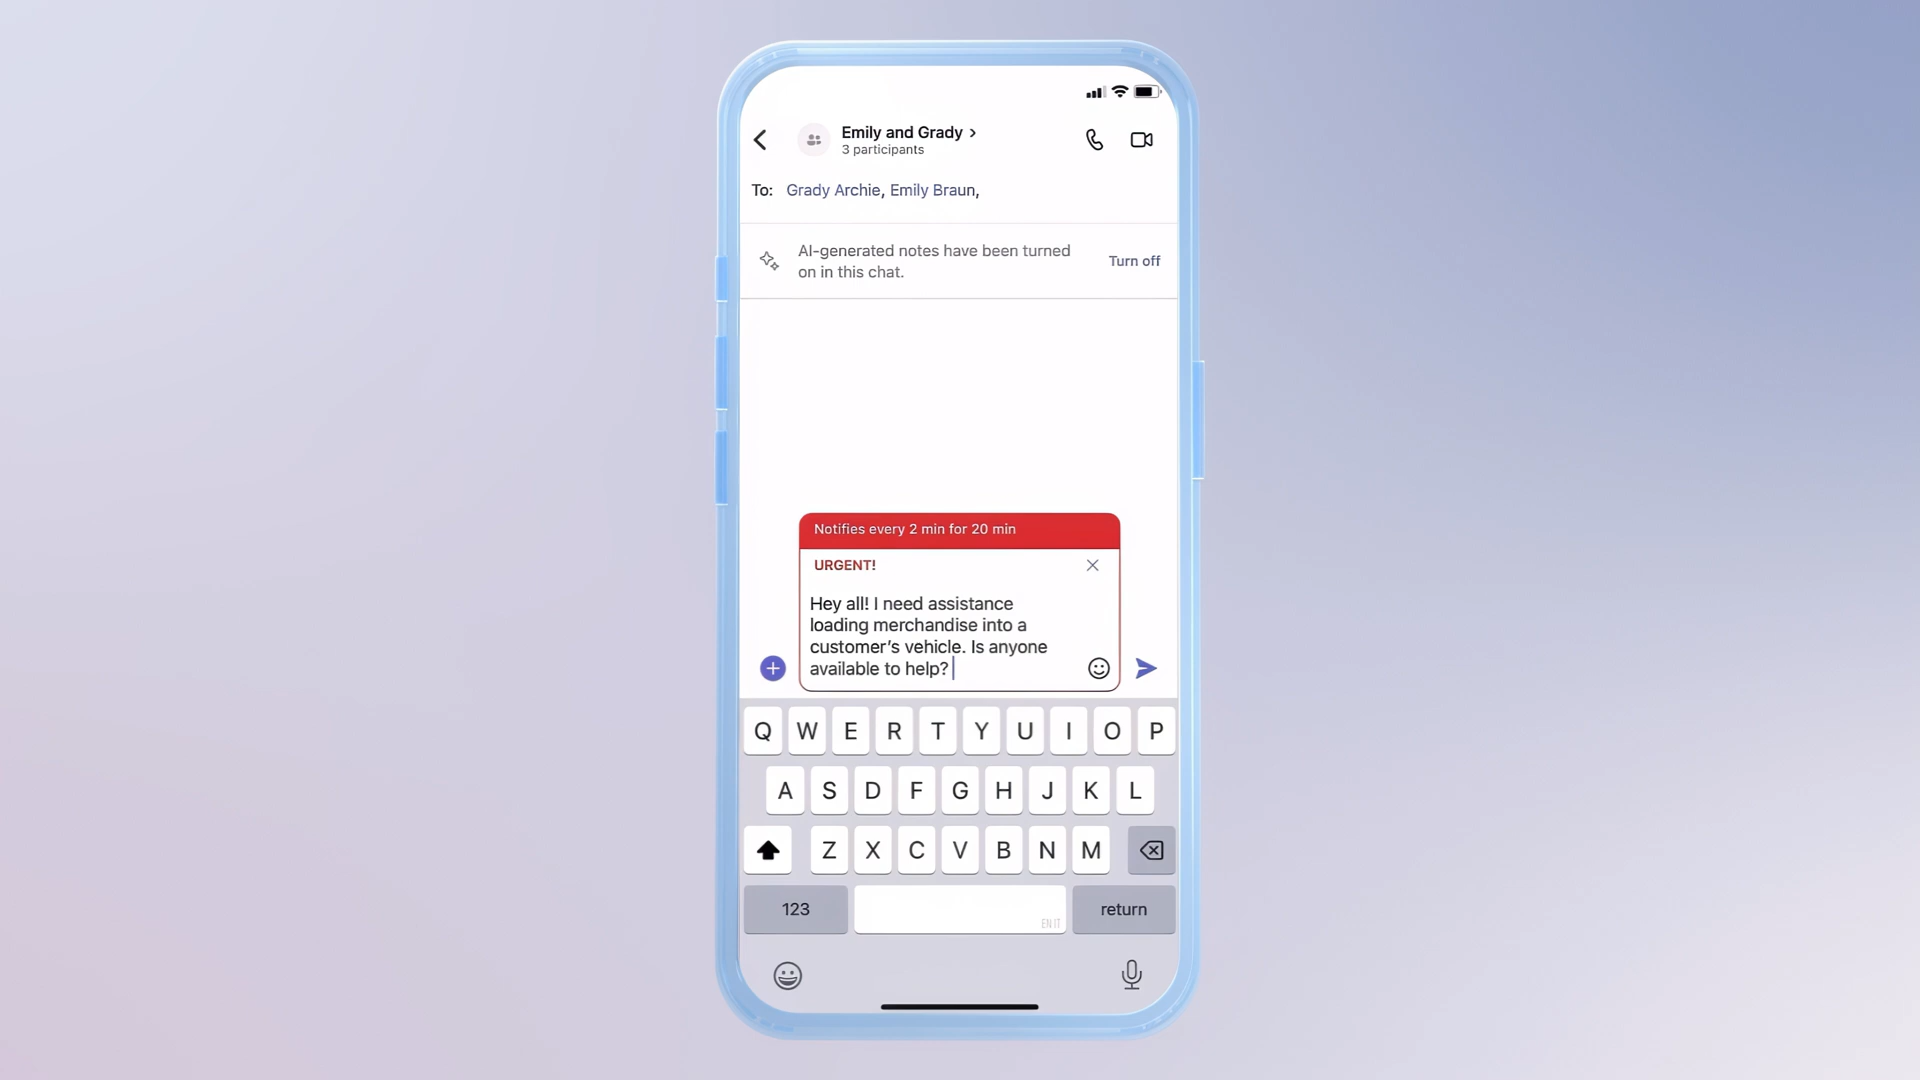 Emily and Grady
3 participants
To: Grady Archie, Emily Braun,
AI-generated notes have been turned
on in this chat.
Turn off
Notifies every 2 min for 20 min
URGENT!
Hey all! I need assistance
loading merchandise into a
customer's vehicle. Is anyone
available to help?
Q W E R T Y U I O P
A S D F G H J K L
Z X C V B N M
123
EN IT
return